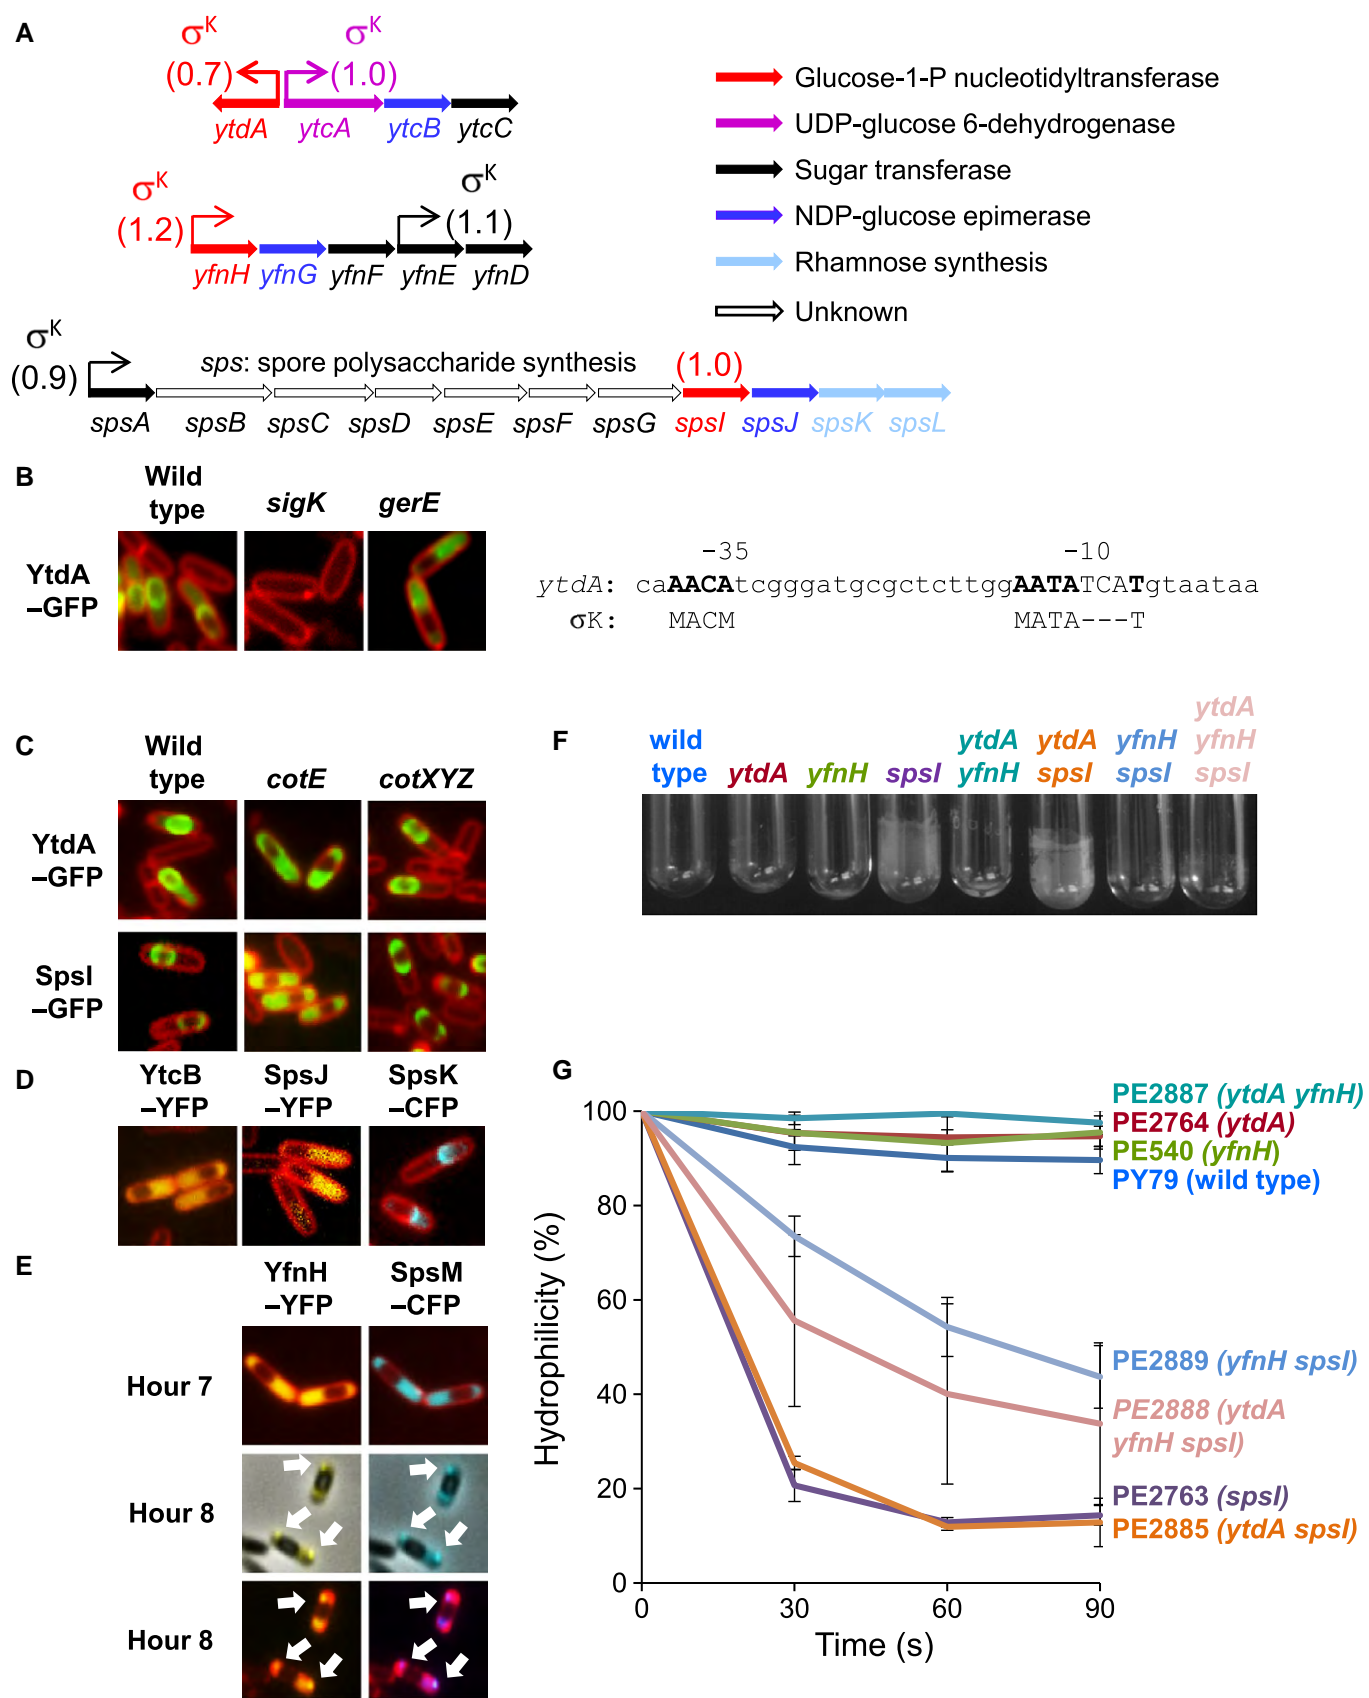 A
σK
(0.7)
σK
(1.0)
ytdA
ytcA
ytcB
ytcC
σK
(1.2)
σK
(1.1)
yfnH
yfnG
yfnF
yfnE
yfnD
σK
(0.9)
sps: spore polysaccharide synthesis
(1.0)
spsA
spsB
spsC
spsD
spsE
spsF
spsG
spsI
spsJ
spsK
spsL
Glucose-1-P nucleotidyltransferase
UDP-glucose 6-dehydrogenase
Sugar transferase
NDP-glucose epimerase
Rhamnose synthesis
Unknown
B
Wild
type
sigK
gerE
YtdA
–GFP
-35 -10
ytdA: caAACAtcgggatgcgctcttggAATATCATgtaataa
σK: MACM MATA---T
C
Wild
type
cotE
cotXYZ
YtdA
–GFP
SpsI
–GFP
D
YtcB
–YFP
SpsJ
–YFP
SpsK
–CFP
E
YfnH
–YFP
SpsM
–CFP
Hour 7
Hour 8
Hour 8
F
wild
type
ytdA
yfnH
spsI
ytdA
yfnH
ytdA
spsI
yfnH
spsI
ytdA
yfnH
spsI
G
Hydrophilicity (%)
100
80
60
40
20
0
0
30
60
90
Time (s)
PE2887 (ytdA yfnH)
PE2764 (ytdA)
PE540 (yfnH)
PY79 (wild type)
PE2889 (yfnH spsI)
PE2888 (ytdA
yfnH spsI)
PE2763 (spsI)
PE2885 (ytdA spsI)